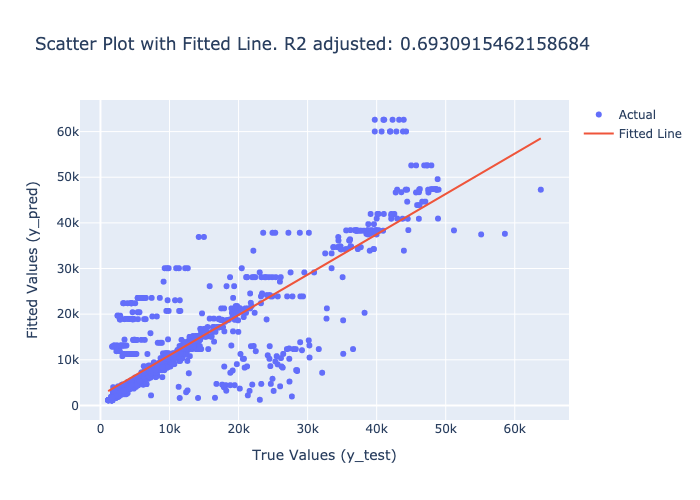 Scatter Plot with Fitted Line. R2 adjusted: 0.6930915462158684
Actual
Fitted Line
60k
50k
40k
30k
20k
10k
0
Fitted Values (y_pred)
0
10k
20k
30k
40k
50k
60k
True Values (y_test)